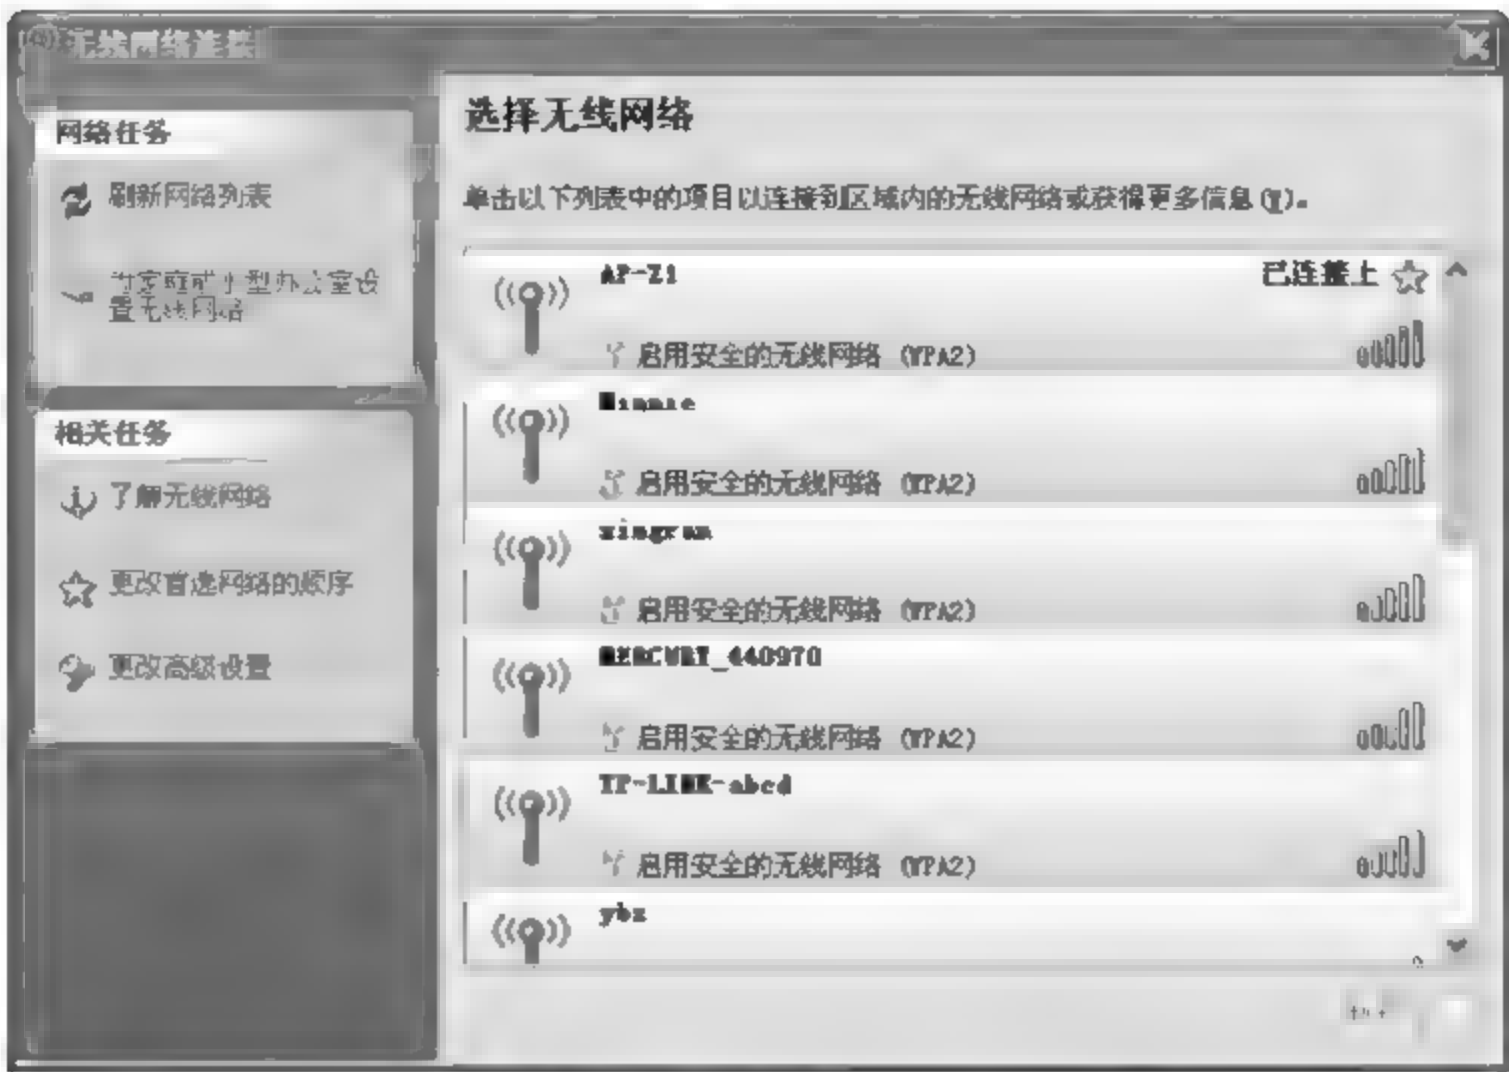 无线网络连接
网络任务
刷新网络列表
为家庭或小型办公室设
置无线网络
相关任务
了解无线网络
更改首选网络的顺序
更改高级设置
选择无线网络
单击以下列表中的项目以连接到区域内的无线网络或获得更多信息(W)。
AP-Z1
已连接上
启用安全的无线网络 (WPA2)
Minnie
启用安全的无线网络 (WPA2)
启用安全的无线网络 (WPA2)
MERCURY_440970
启用安全的无线网络 (WPA2)
TP-LINK-abcd
启用安全的无线网络 (WPA2)
ybz